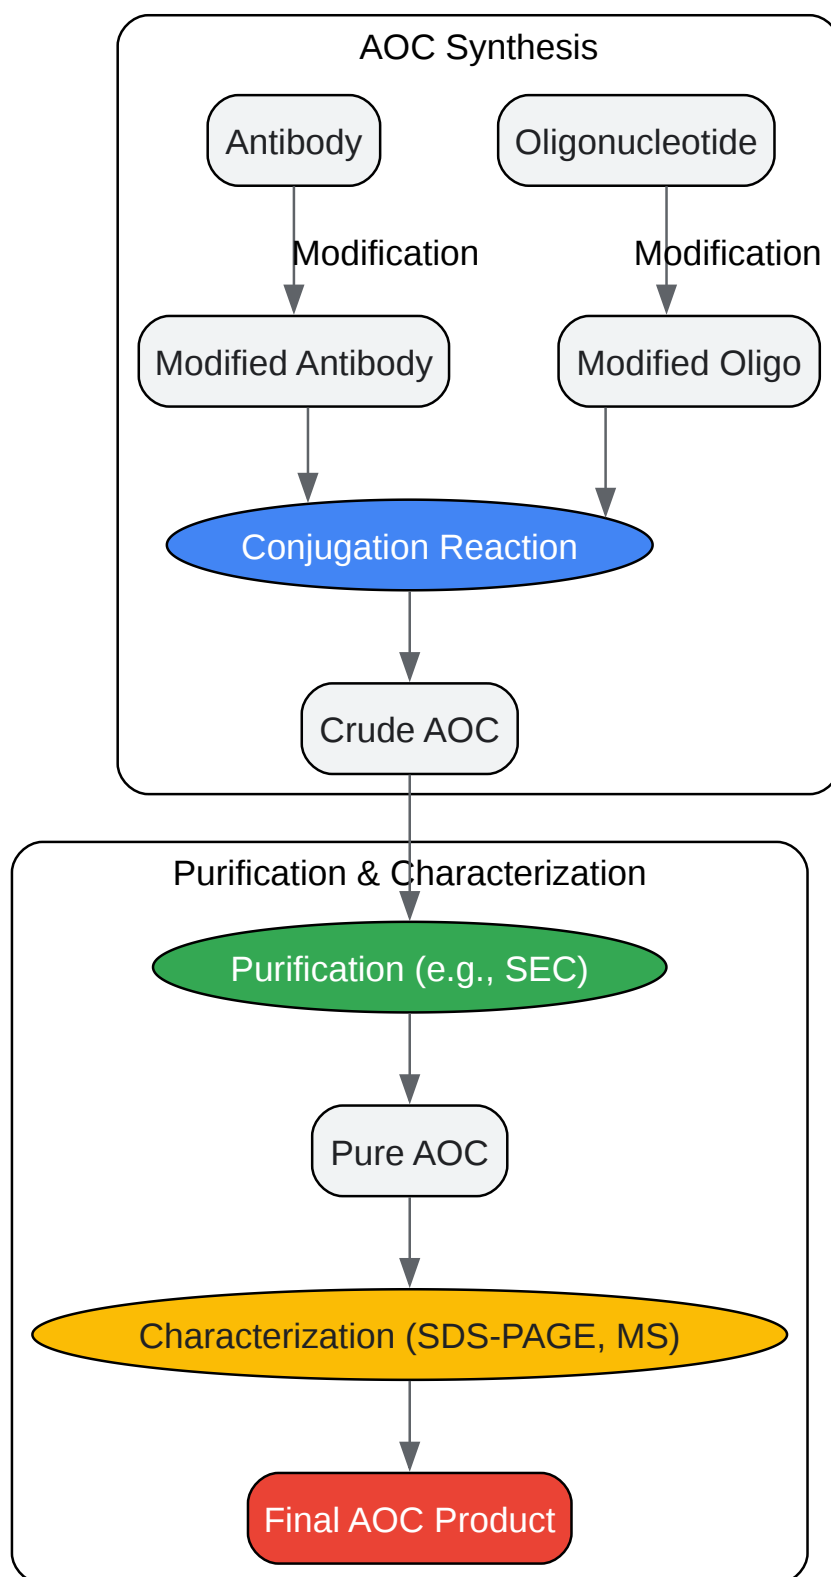 AOC Synthesis
Antibody
Oligonucleotide
Modification
Modification
Modified Antibody
Modified Oligo
Conjugation Reaction
Crude AOC
Purification & Characterization
Purification (e.g., SEC)
Pure AOC
Characterization (SDS-PAGE, MS)
Final AOC Product